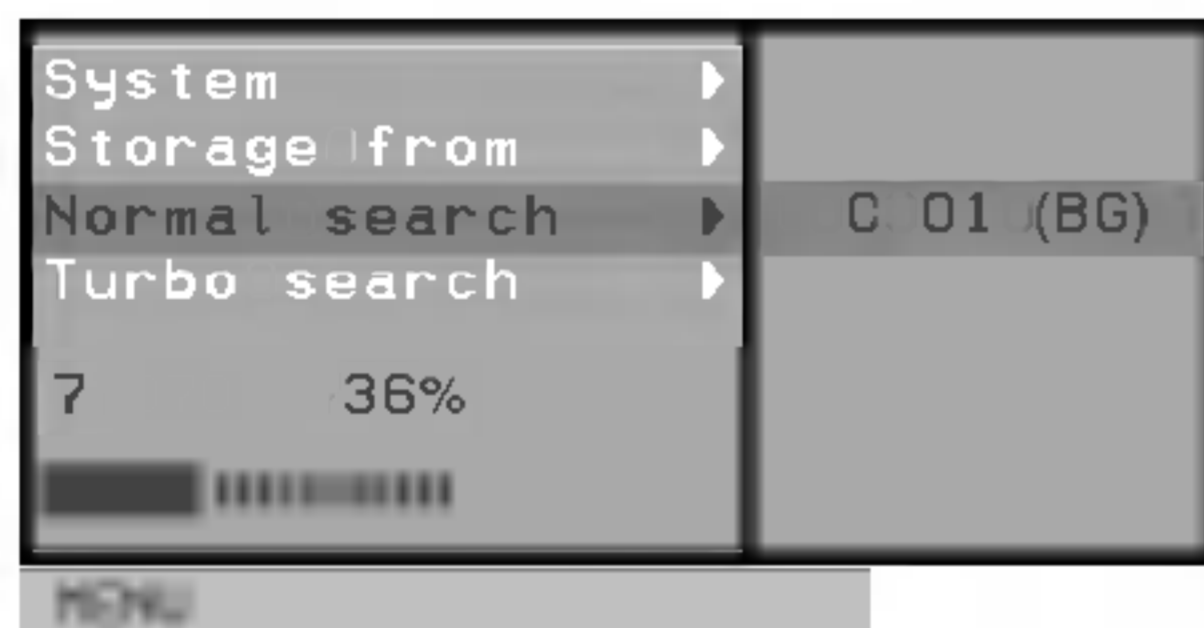 System
Storage from
Normal search
C 01 (BG)
Turbo search
7 36%
MENU